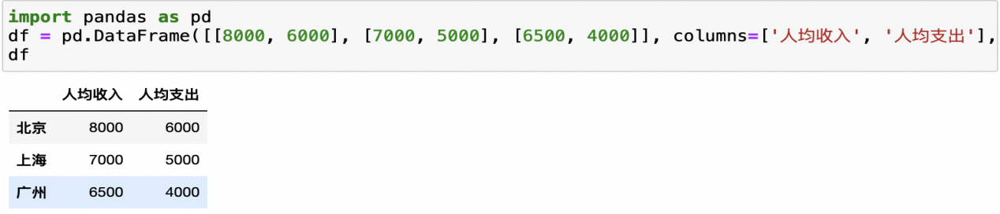 import pandas as pd
df = pd.DataFrame([[8000, 6000], [7000, 5000], [6500, 4000]], columns=['人均收入', '人均支出'],
df
人均收入 人均支出
北京 8000 6000
上海 7000 5000
广州 6500 4000